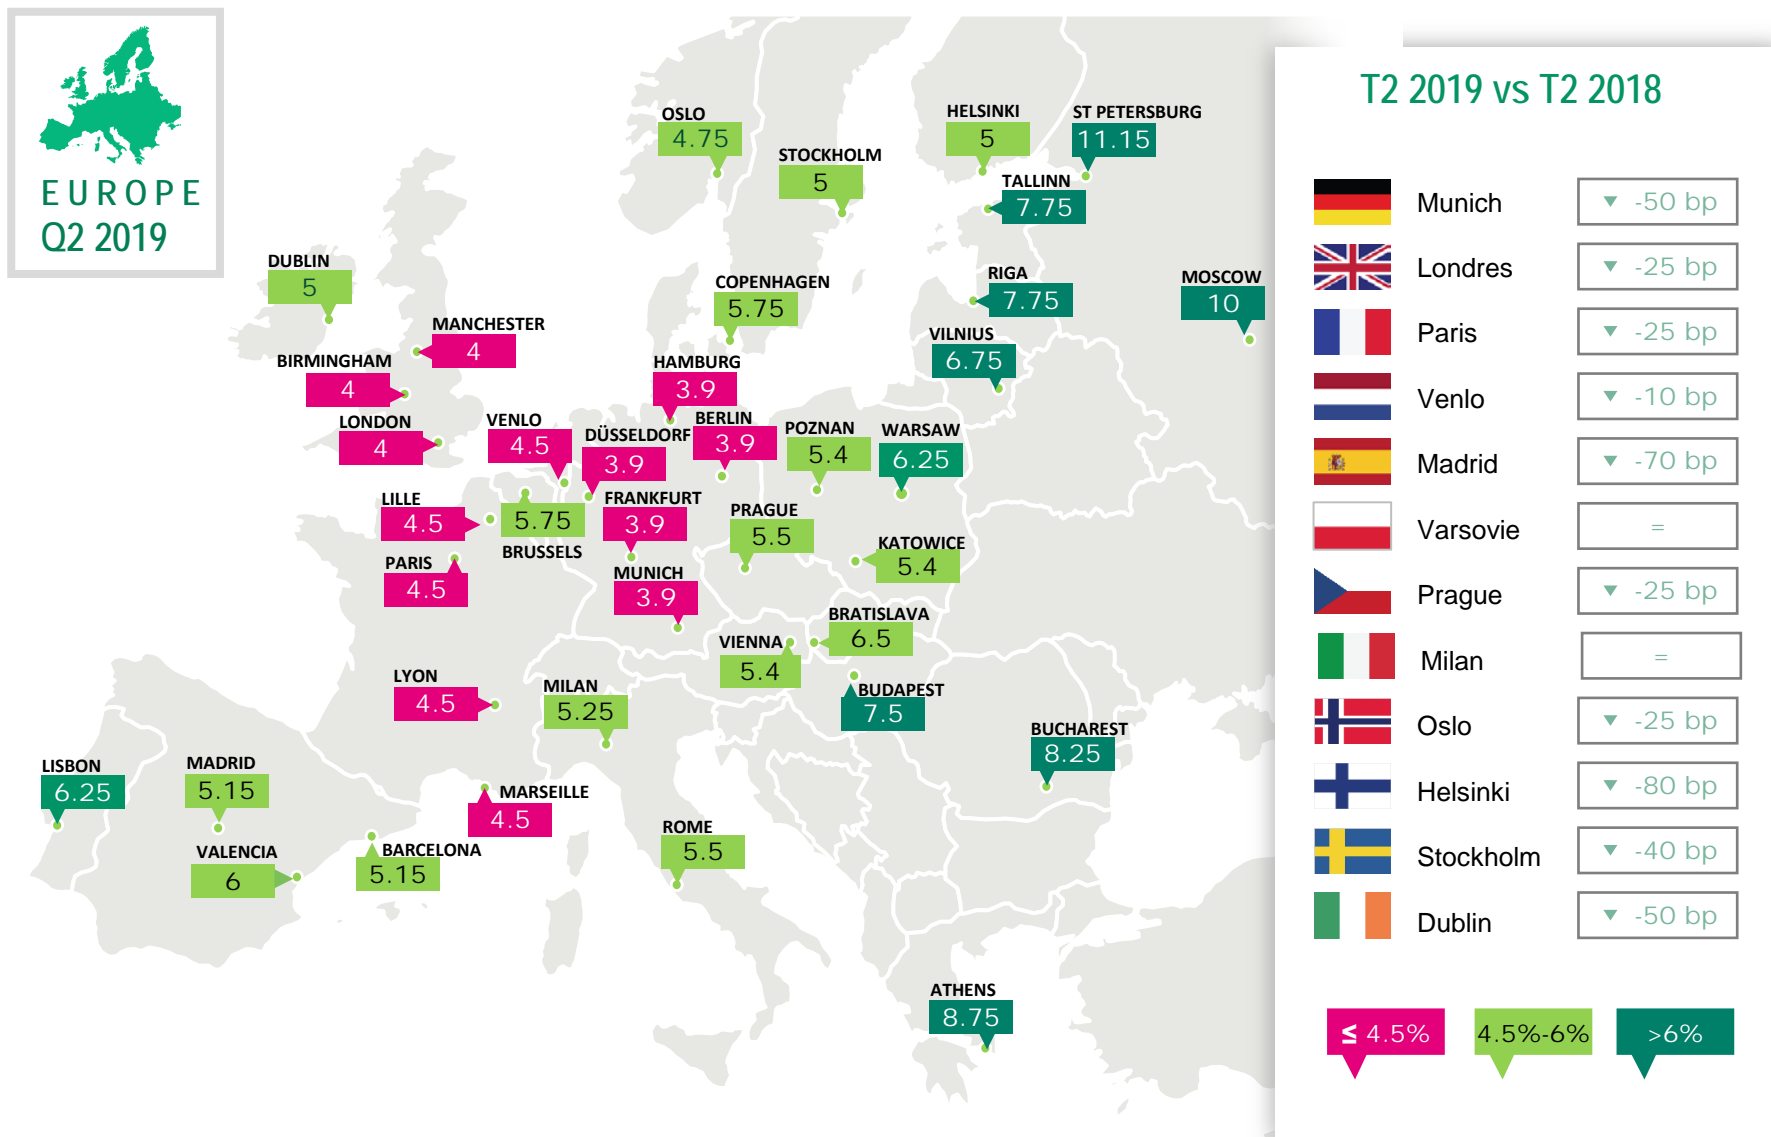 EUROPE
Q2 2019
OSLO
4.75
STOCKHOLM
5
HELSINKI
5
ST PETERSBURG
11.15
TALLINN
7.75
DUBLIN
5
COPENHAGEN
5.75
RIGA
7.75
MOSCOW
10
MANCHESTER
4
BIRMINGHAM
4
HAMBURG
3.9
VILNIUS
6.75
LONDON
4
VENLO
4.5
DÜSSELDORF
3.9
BERLIN
3.9
POZNAN
5.4
WARSAW
6.25
LILLE
4.5
5.75
BRUSSELS
FRANKFURT
3.9
PRAGUE
5.5
KATOWICE
5.4
PARIS
4.5
MUNICH
3.9
BRATISLAVA
6.5
VIENNA
5.4
LYON
4.5
MILAN
5.25
BUDAPEST
7.5
BUCHAREST
8.25
LISBON
6.25
MADRID
5.15
MARSEILLE
4.5
ROME
5.5
VALENCIA
6
BARCELONA
5.15
ATHENS
8.75
T2 2019 vs T2 2018
Munich ▼ -50 bp
Londres ▼ -25 bp
Paris ▼ -25 bp
Venlo ▼ -10 bp
Madrid ▼ -70 bp
Varsovie =
Prague ▼ -25 bp
Milan =
Oslo ▼ -25 bp
Helsinki ▼ -80 bp
Stockholm ▼ -40 bp
Dublin ▼ -50 bp
≤ 4.5% 4.5%-6% >6%